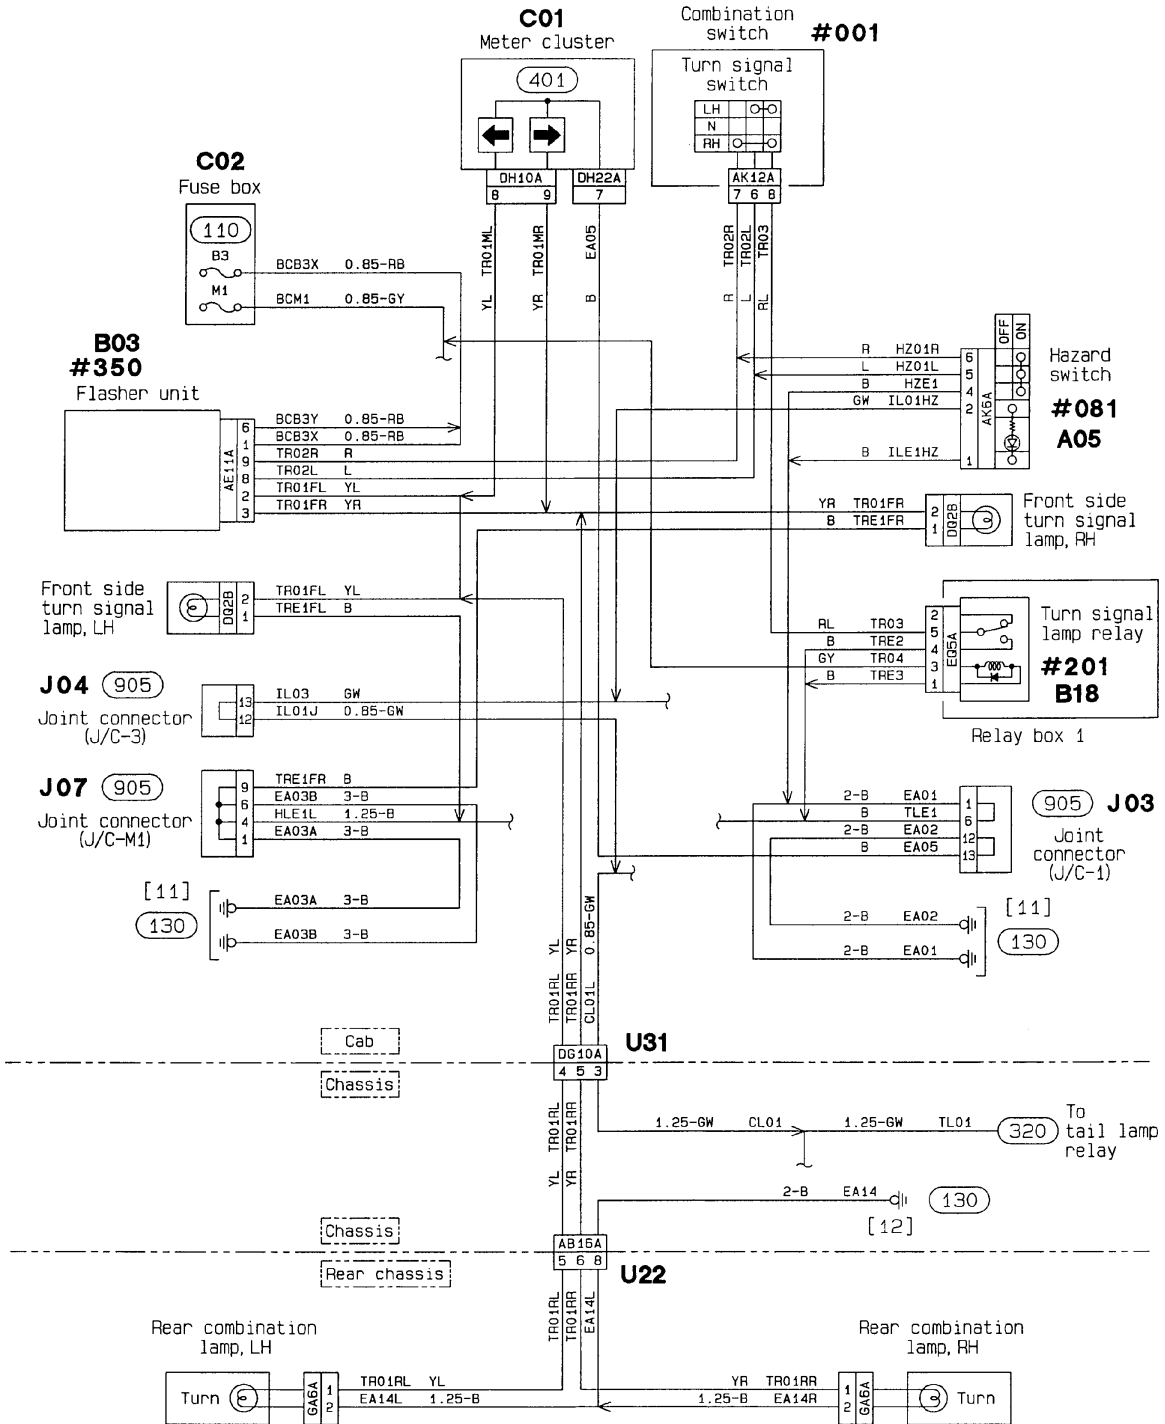 C01
Meter cluster
401
DH10A
8 9
DH22A
7
Combination
switch
#001
Turn signal
switch
LH
N
RH
AK12A
7 6 8
C02
Fuse box
110
B3
M1
BCB3X 0.85-RB
BCM1 0.85-GY
TR01ML
YL
TR01MR
YR
EA05
B
TR02R
R
TR02L
L
TR03
RL
B03
#350
Flasher unit
AE11A
6 BCB3Y 0.85-RB
1 BCB3X 0.85-RB
9 TR02R R
8 TR02L L
2 TR01FL YL
3 TR01FR YR
OFF
ON
R HZ01R 6
L HZ01L 5
B HZE1 4
GW IL01HZ 2
B ILE1HZ 1
AK6A
Hazard
switch
#081
A05
YR TR01FR 2
B TRE1FR 1
DQ2B
Front side
turn signal
lamp, RH
Front side
turn signal
lamp, LH
DQ2B
2 TR01FL YL
1 TRE1FL B
2
RL TR03 5
B TRE2 4
GY TR04 3
B TRE3 1
EQ5A
Turn signal
lamp relay
#201
B18
Relay box 1
J04 905
Joint connector
(J/C-3)
13 IL03 GW
12 IL01J 0.85-GW
J07 905
Joint connector
(J/C-M1)
9 TRE1FR B
6 EA03B 3-B
4 HLE1L 1.25-B
1 EA03A 3-B
2-B EA01 1
B TLE1 6
2-B EA02 12
B EA05 13
905 J03
Joint
connector
(J/C-1)
[11]
130
EA03A 3-B
EA03B 3-B
2-B EA02
2-B EA01
[11]
130
YL
TR01RL
YR
TR01RR
0.85-GW
CL01L
Cab
DG10A
4 5 3
U31
Chassis
TR01RL
YL
TR01RR
YR
1.25-GW CL01 1.25-GW TL01
320
To
tail lamp
relay
2-B EA14
130
[12]
Chassis
AB16A
5 6 8
U22
Rear chassis
TR01RL
TR01RR
EA14L
Rear combination
lamp, LH
Turn
GA6A
1 TR01RL YL
2 EA14L 1.25-B
Rear combination
lamp, RH
YR TR01RR 1
1.25-B EA14R 2
GA6A
Turn